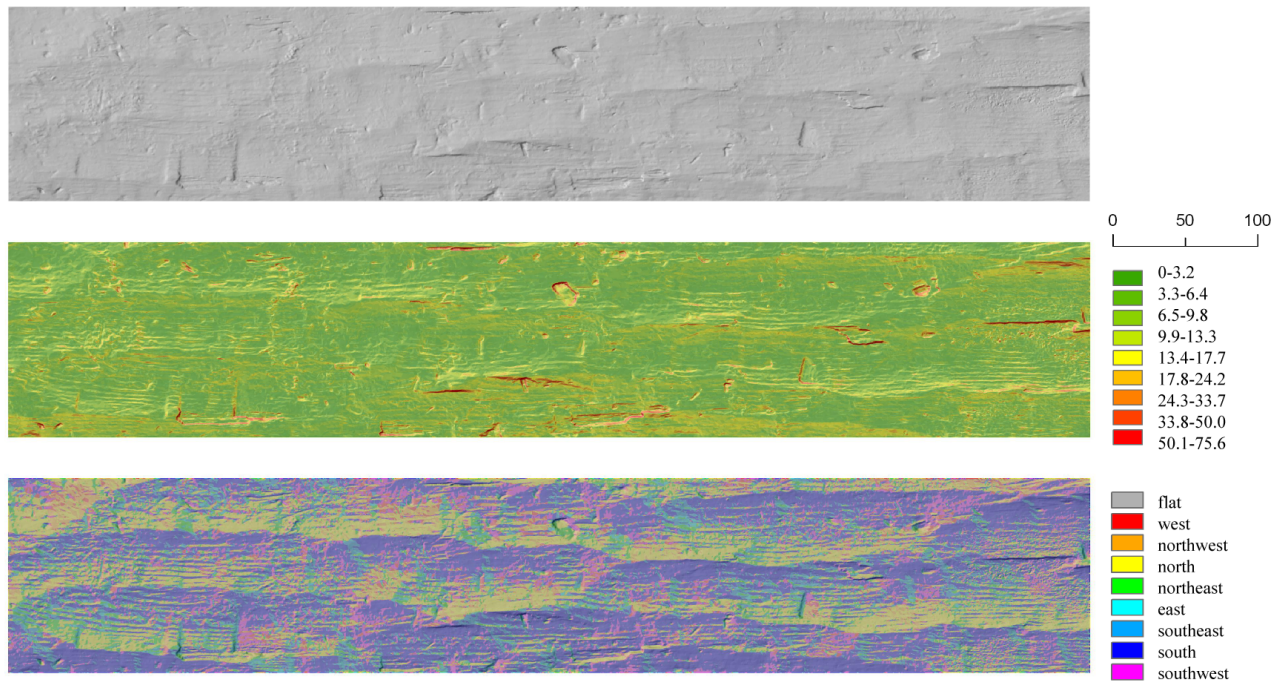 0 50 100
0-3.2
3.3-6.4
6.5-9.8
9.9-13.3
13.4-17.7
17.8-24.2
24.3-33.7
33.8-50.0
50.1-75.6
flat
west
northwest
north
northeast
east
southeast
south
southwest